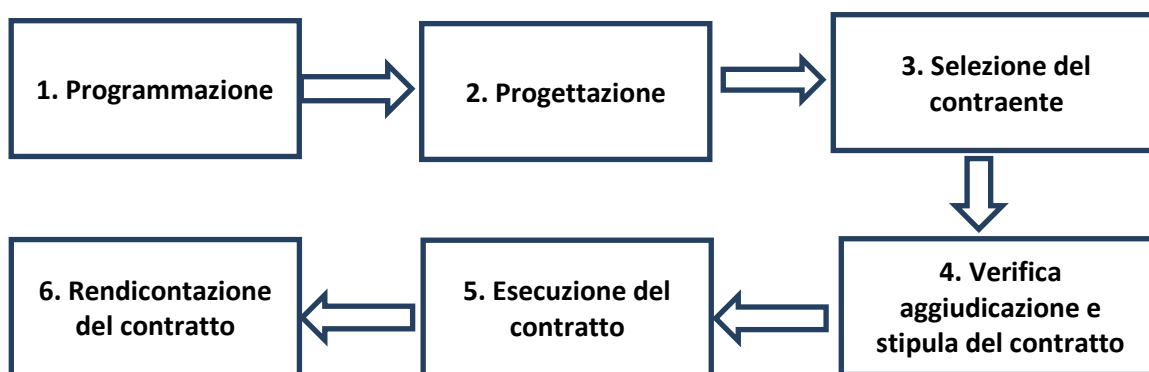 1. Programmazione
2. Progettazione
3. Selezione del
contraente
4. Verifica
aggiudicazione e
stipula del contratto
5. Esecuzione del
contratto
6. Rendicontazione
del contratto